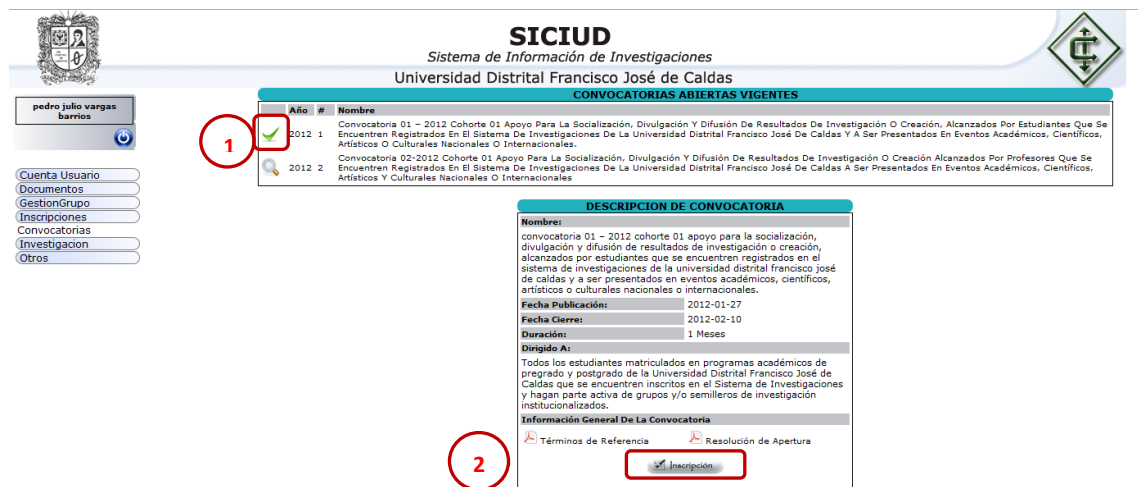 SICIUD
Sistema de Información de Investigaciones
Universidad Distrital Francisco José de Caldas
pedro julio vargas
barrios
Cuenta Usuario
Documentos
GestionGrupo
Inscripciones
Convocatorias
Investigacion
Otros
CONVOCATORIAS ABIERTAS VIGENTES
Año # Nombre
1
2012 1 Convocatoria 01 – 2012 Cohorte 01 Apoyo Para La Socialización, Divulgación Y Difusión De Resultados De Investigación O Creación, Alcanzados Por Estudiantes Que Se
Encuentren Registrados En El Sistema De Investigaciones De La Universidad Distrital Francisco José De Caldas Y A Ser Presentados En Eventos Académicos, Científicos,
Artísticos O Culturales Nacionales O Internacionales.
2012 2 Convocatoria 02-2012 Cohorte 01 Apoyo Para La Socialización, Divulgación Y Difusión De Resultados De Investigación O Creación Alcanzados Por Profesores Que Se
Encuentren Registrados En El Sistema De Investigaciones De La Universidad Distrital Francisco José De Caldas A Ser Presentados En Eventos Académicos, Científicos,
Artísticos Y Culturales Nacionales O Internacionales
DESCRIPCION DE CONVOCATORIA
Nombre:
convocatoria 01 – 2012 cohorte 01 apoyo para la socialización,
divulgación y difusión de resultados de investigación o creación,
alcanzados por estudiantes que se encuentren registrados en el
sistema de investigaciones de la universidad distrital francisco josé
de caldas y a ser presentados en eventos académicos, científicos,
artísticos o culturales nacionales o internacionales.
Fecha Publicación: 2012-01-27
Fecha Cierre: 2012-02-10
Duración: 1 Meses
Dirigido A:
Todos los estudiantes matriculados en programas académicos de
pregrado y postgrado de la Universidad Distrital Francisco José de
Caldas que se encuentren inscritos en el Sistema de Investigaciones
y hagan parte activa de grupos y/o semilleros de investigación
institucionalizados.
Información General De La Convocatoria
Términos de Referencia Resolución de Apertura
2
Inscripción